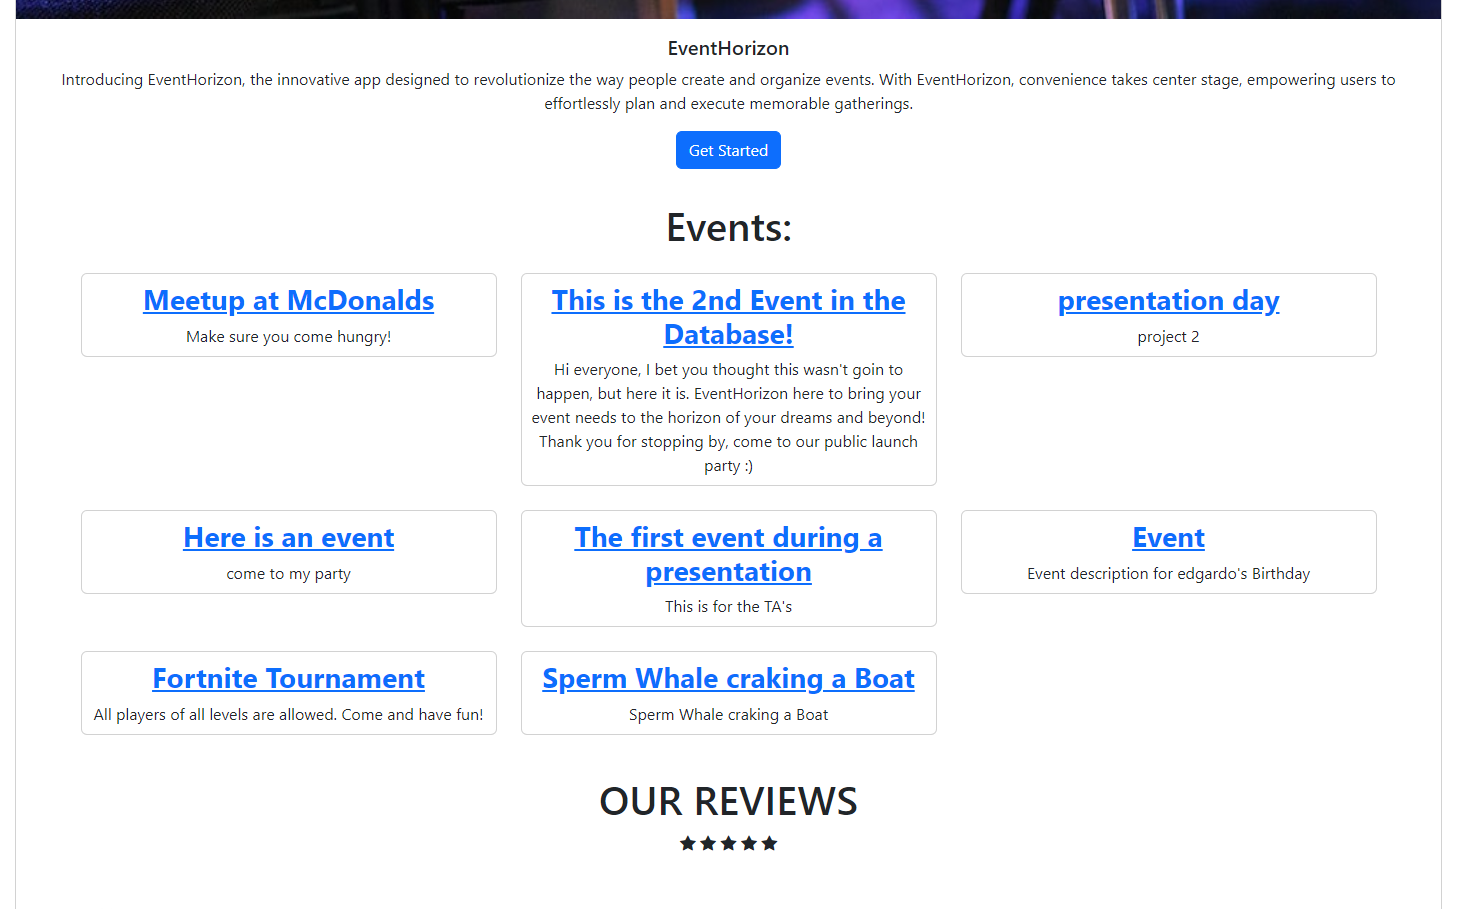 EventHorizon
Introducing EventHorizon, the innovative app designed to revolutionize the way people create and organize events. With EventHorizon, convenience takes center stage, empowering users to
effortlessly plan and execute memorable gatherings.
Get Started
Events:
Meetup at McDonalds
Make sure you come hungry!
This is the 2nd Event in the
Database!
Hi everyone, I bet you thought this wasn't goin to
happen, but here it is. EventHorizon here to bring your
event needs to the horizon of your dreams and beyond!
Thank you for stopping by, come to our public launch
party :)
presentation day
project 2
Here is an event
come to my party
The first event during a
presentation
This is for the TA's
Event
Event description for edgardo's Birthday
Fortnite Tournament
All players of all levels are allowed. Come and have fun!
Sperm Whale craking a Boat
Sperm Whale craking a Boat
OUR REVIEWS